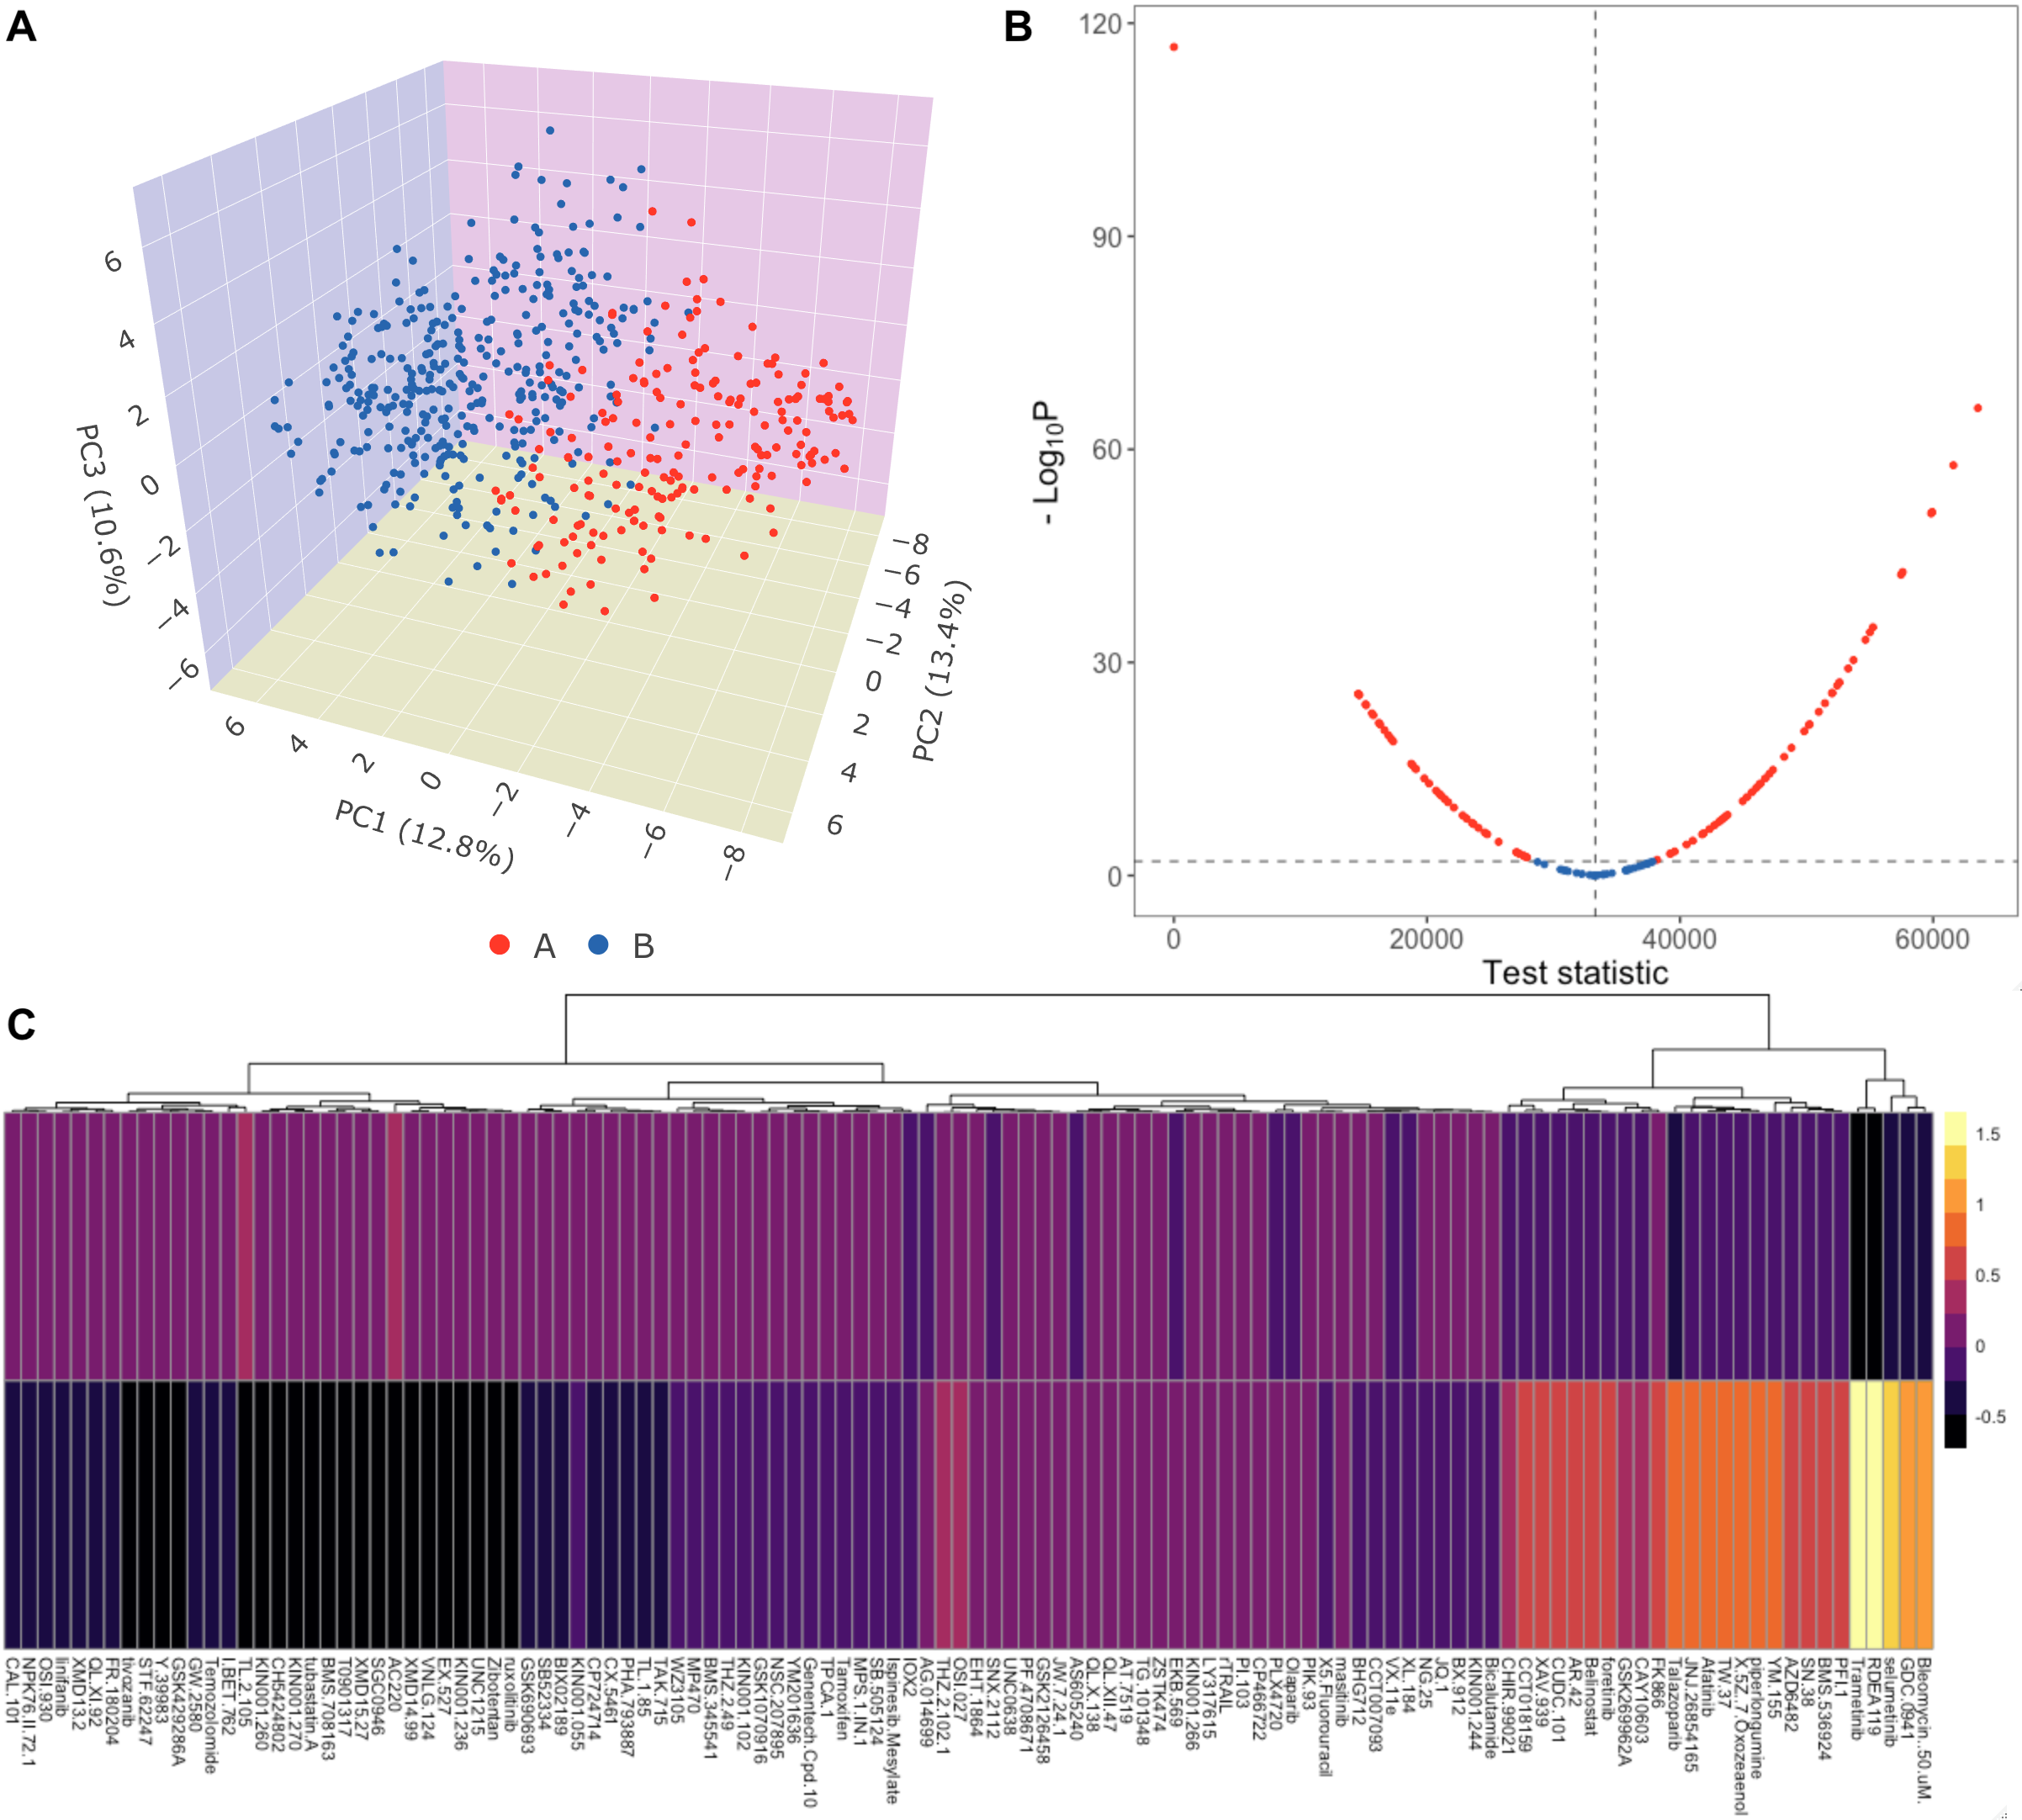 A
6
4
2
0
−2
−4
−6
PC3 (10.6%)
6
4
2
0
−2
−4
−6
−8
PC1 (12.8%)
−8
−6
−4
−2
0
2
4
6
PC2 (13.4%)
A
B
B
120
90
60
30
0
- Log10P
0
20000
40000
60000
Test statistic
C
1.5
1
0.5
0
-0.5
CAL.101
NPK76.II.72.1
OSI.930
linifanib
XMD13.2
QL.XI.92
FR.180204
tivozanib
STF.62247
Y.39983
GSK429286A
GW.2580
Temozolomide
I.BET.762
TL.2.105
KIN001.260
CH5424802
KIN001.270
tubastatin.A
BMS.708163
T0901317
XMD15.27
SGC0946
AC220
XMD14.99
VNLG.124
EX.527
KIN001.236
UNC1215
Zibotentan
ruxolitinib
GSK690693
SB52334
BIX02189
KIN001.055
CP724714
CX.5461
PHA.793887
TL.1.85
TAK.715
WZ3105
MP470
BMS.345541
THZ.2.49
KIN001.102
GSK1070916
NSC.207895
YM201636
Genentech.Cpd.10
TPCA.1
Tamoxifen
MPS.1.IN.1
SB.505124
Ispinesib.Mesylate
IOX2
AG.014699
THZ.2.102.1
OSI.027
EHT.1864
SNX.2112
UNC0638
PF.4708671
GSK2126458
JW.7.24.1
AS605240
QL.X.138
QL.XII.47
AT.7519
TG.101348
ZS.TK474
EKB.569
KIN001.266
LY317615
rTRAIL
PI.103
CP466722
PLX4720
Olaparib
PIK.93
X5.Fluorouracil
masitinib
BHG712
CCT007093
VX.11e
XL.184
NG.25
JQ.1
BX.912
KIN001.244
Bicalutamide
CHIR.99021
CCT018159
XAV.939
CUDC.101
AR.42
Belinostat
foretinib
GSK269962A
CAY10603
FK866
Talazoparib
JNJ.26854165
Afatinib
TW.37
X.5Z..7.Oxozeaenol
piperlongumine
YM.155
AZD6482
SN.38
BMS.536924
PFI.1
Trametinib
RDEA119
selumetinib
GDC.0941
Bleomycin..50.uM.